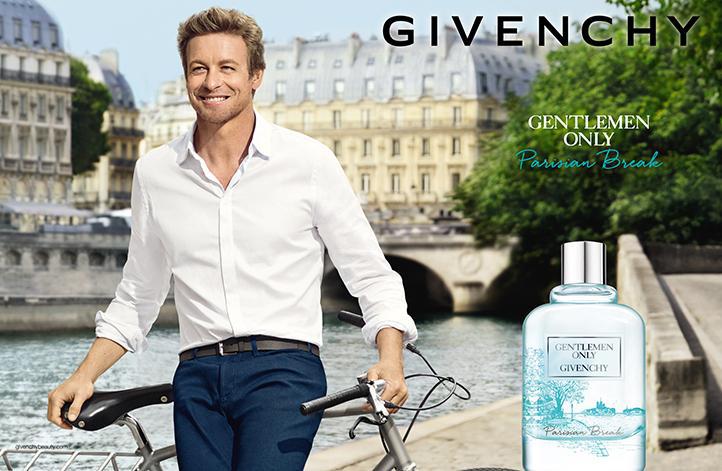 GIVENCHY
GENTLEMEN
ONLY
Parisian Break
GENTLEMEN
ONLY
GIVENCHY
Parisian Break
givenchybeauty.com